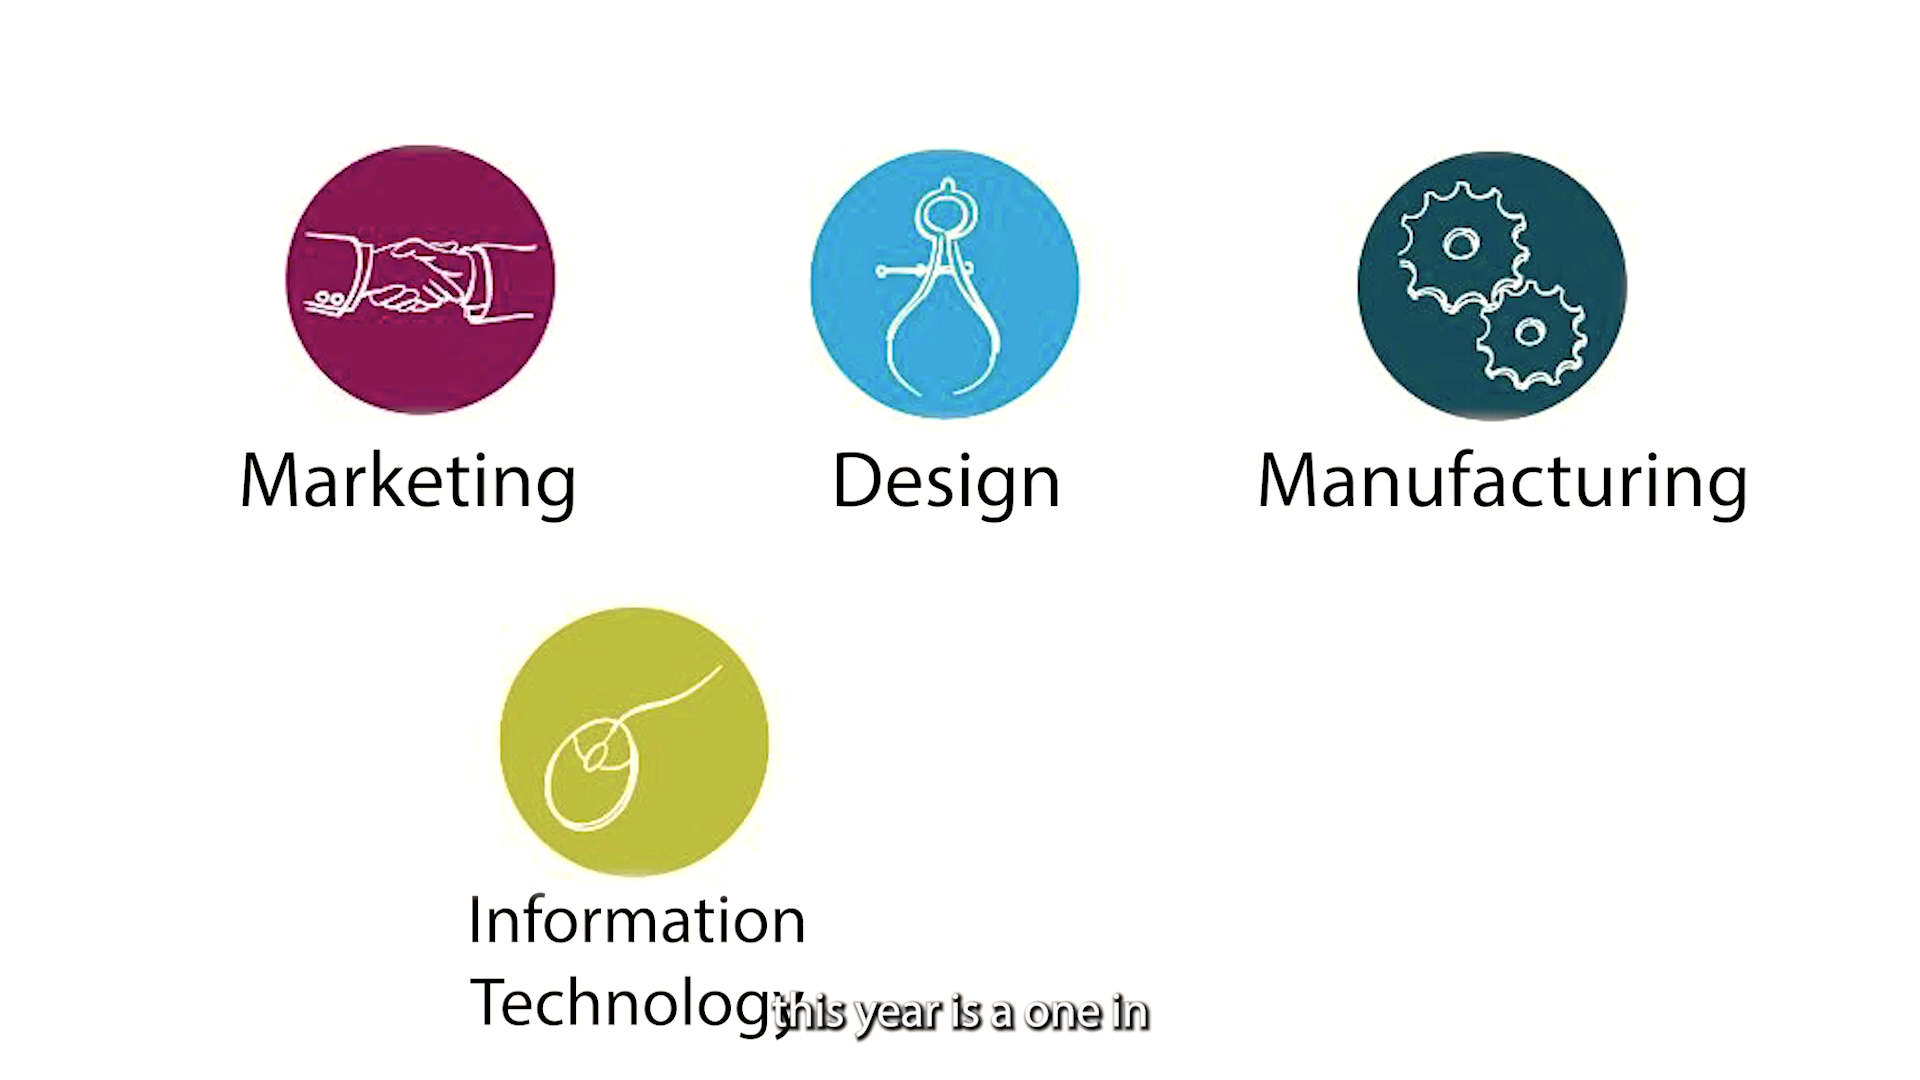 Marketing
Design
Manufacturing
Information
Technology
this year is a one in